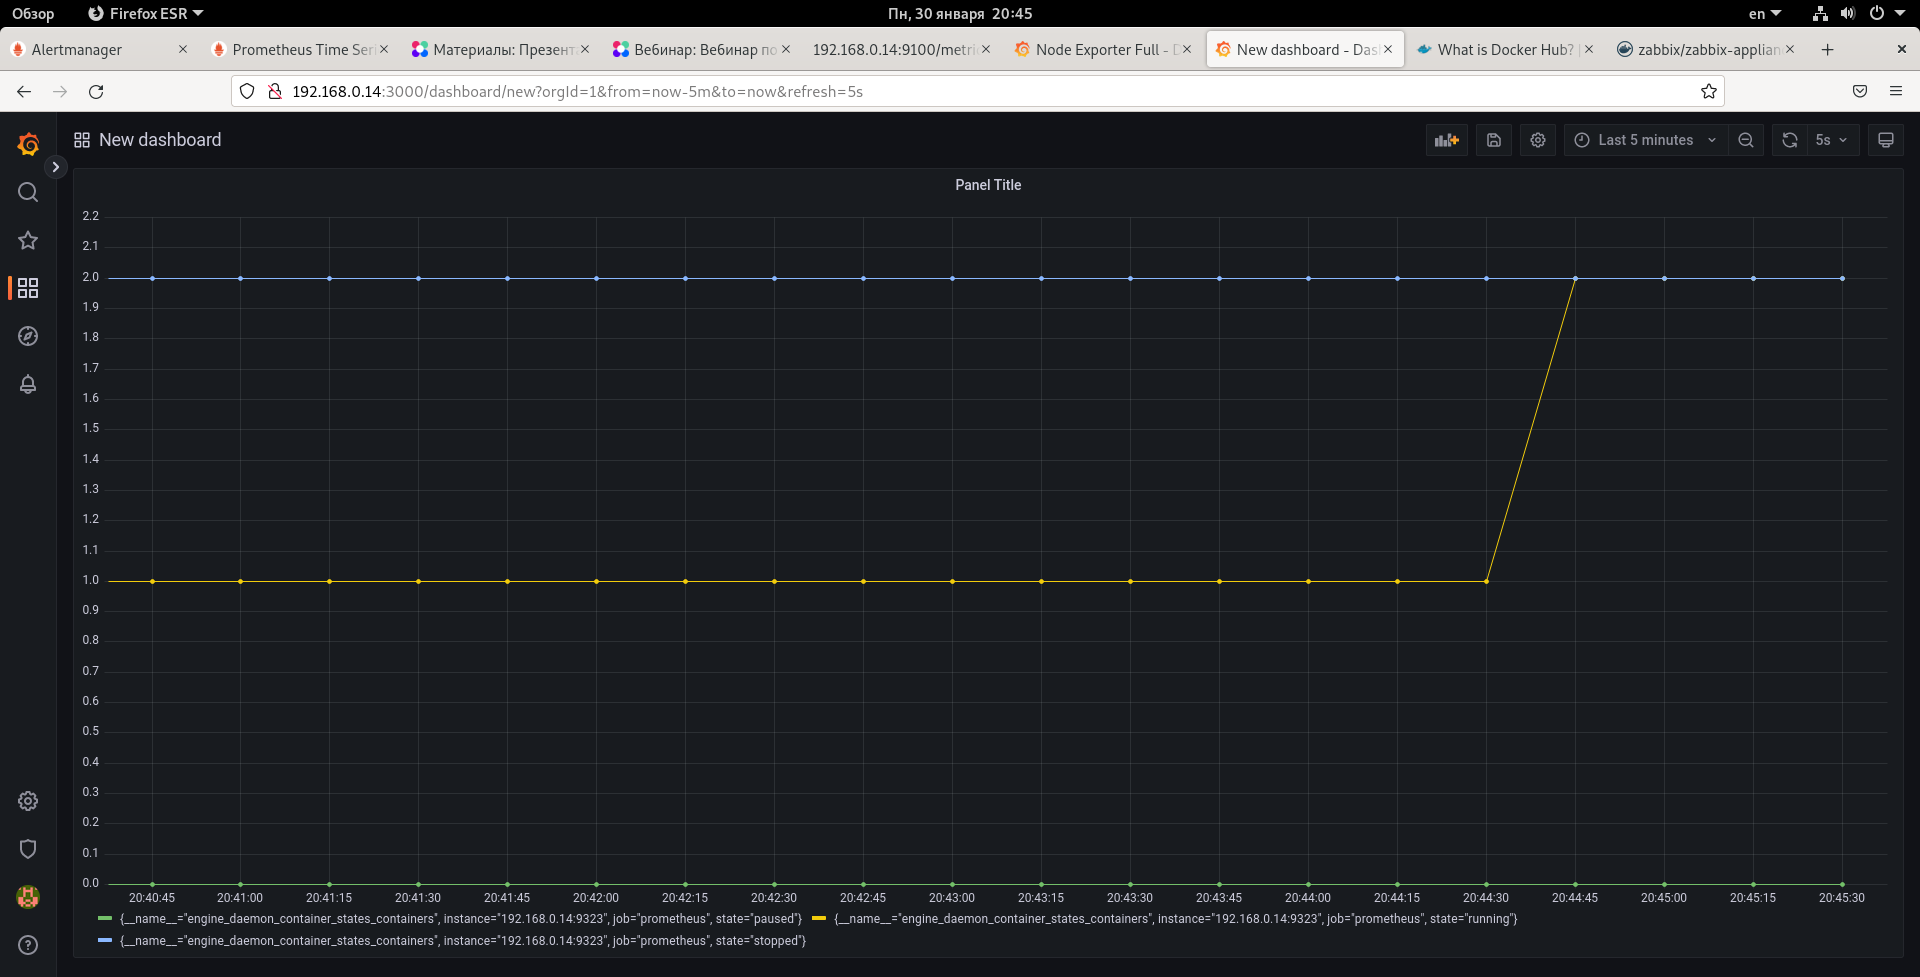 Обзор Firefox ESR Пн, 30 января 20:45 en
Alertmanager Prometheus Time Seri Материалы: Презент Вебинар: Вебинар по 192.168.0.14:9100/metri Node Exporter Full - D New dashboard - Das What is Docker Hub? zabbix/zabbix-applian
192.168.0.14:3000/dashboard/new?orgId=1&from=now-5m&to=now&refresh=5s
New dashboard Last 5 minutes 5s
Panel Title
2.2
2.1
2.0
1.9
1.8
1.7
1.6
1.5
1.4
1.3
1.2
1.1
1.0
0.9
0.8
0.7
0.6
0.5
0.4
0.3
0.2
0.1
0.0
20:40:45 20:41:00 20:41:15 20:41:30 20:41:45 20:42:00 20:42:15 20:42:30 20:42:45 20:43:00 20:43:15 20:43:30 20:43:45 20:44:00 20:44:15 20:44:30 20:44:45 20:45:00 20:45:15 20:45:30
{__name__="engine_daemon_container_states_containers", instance="192.168.0.14:9323", job="prometheus", state="paused"} {__name__="engine_daemon_container_states_containers", instance="192.168.0.14:9323", job="prometheus", state="running"}
{__name__="engine_daemon_container_states_containers", instance="192.168.0.14:9323", job="prometheus", state="stopped"}